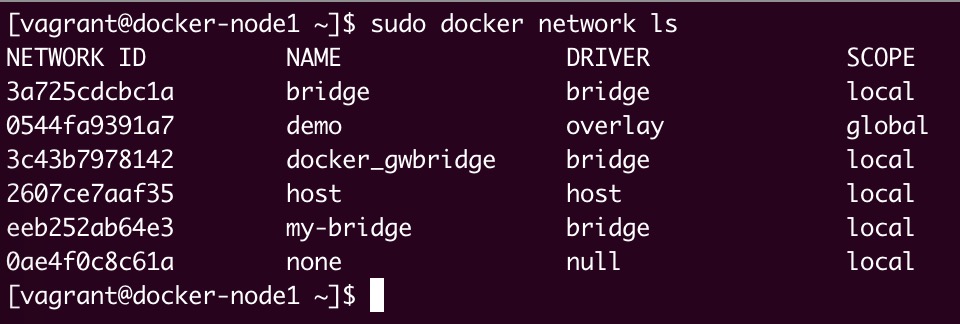 [vagrant@docker-node1 ~]$ sudo docker network ls
NETWORK ID          NAME                DRIVER              SCOPE
3a725cdcbc1a        bridge              bridge              local
0544fa9391a7        demo                overlay             global
3c43b7978142        docker_gwbridge     bridge              local
2607ce7aaf35        host                host                local
eeb252ab64e3        my-bridge           bridge              local
0ae4f0c8c61a        none                null                local
[vagrant@docker-node1 ~]$